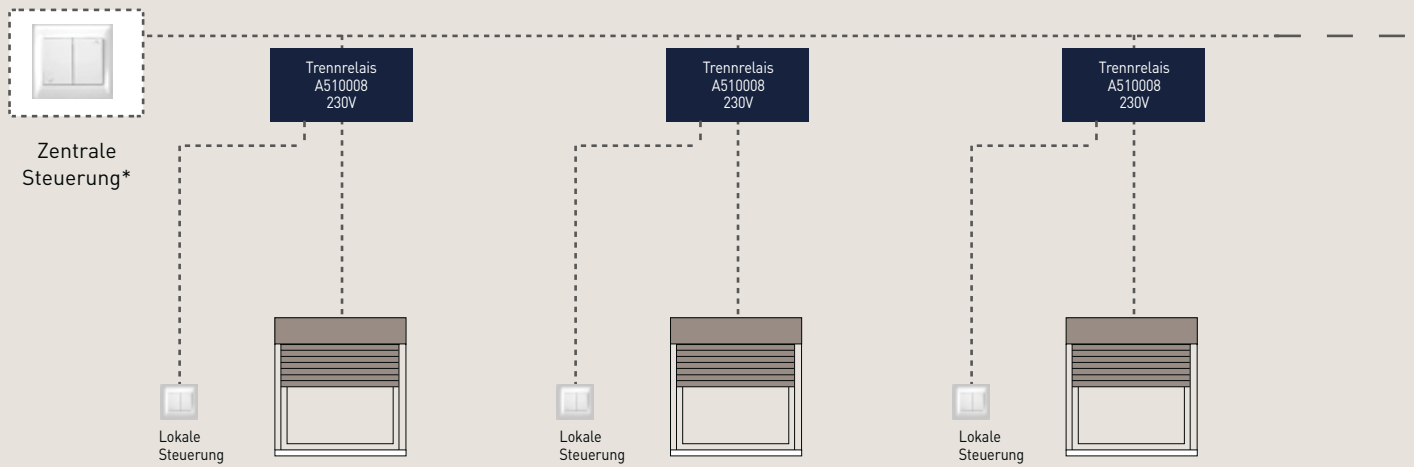 Zentrale
Steuerung*
Trennrelais
A510008
230V
Lokale
Steuerung
Trennrelais
A510008
230V
Lokale
Steuerung
Trennrelais
A510008
230V
Lokale
Steuerung